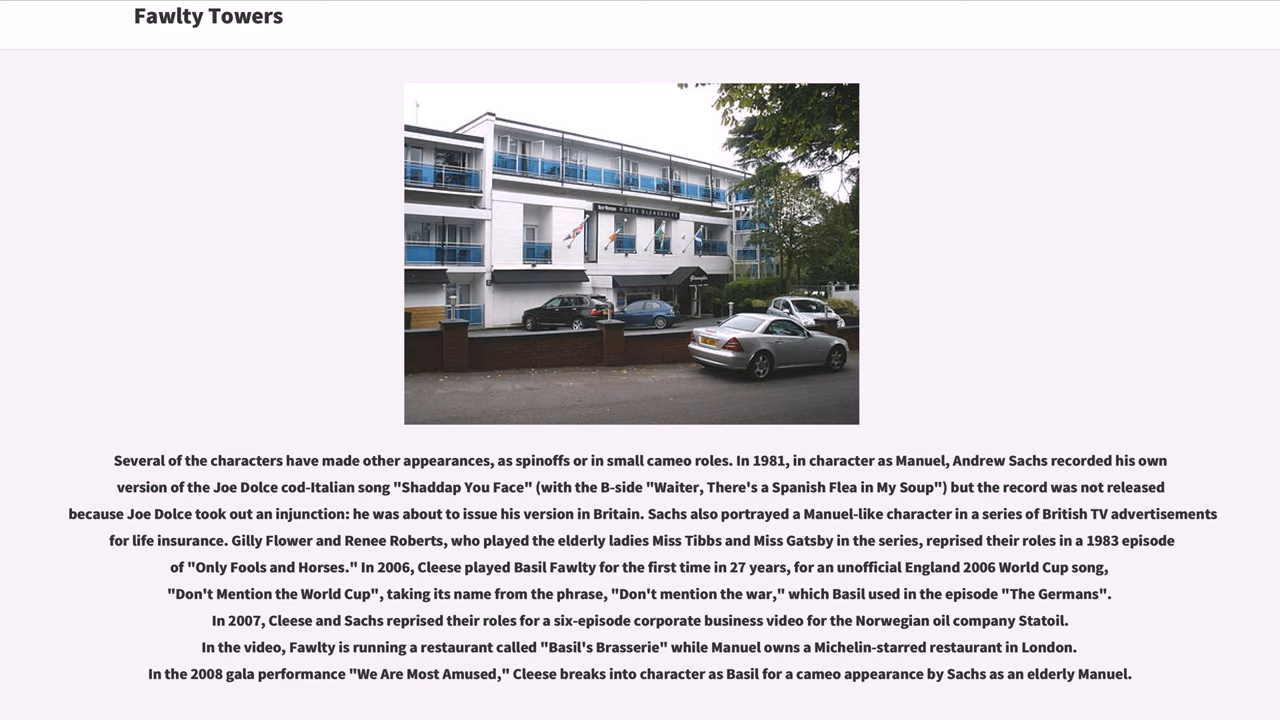 Fawlty Towers
HOTEL GLENEAGLES
Gleneagles
Several of the characters have made other appearances, as spinoffs or in small cameo roles. In 1981, in character as Manuel, Andrew Sachs recorded his own
version of the Joe Dolce cod-Italian song "Shaddap You Face" (with the B-side "Waiter, There's a Spanish Flea in My Soup") but the record was not released
because Joe Dolce took out an injunction: he was about to issue his version in Britain. Sachs also portrayed a Manuel-like character in a series of British TV advertisements
for life insurance. Gilly Flower and Renee Roberts, who played the elderly ladies Miss Tibbs and Miss Gatsby in the series, reprised their roles in a 1983 episode
of "Only Fools and Horses." In 2006, Cleese played Basil Fawlty for the first time in 27 years, for an unofficial England 2006 World Cup song,
"Don't Mention the World Cup", taking its name from the phrase, "Don't mention the war," which Basil used in the episode "The Germans".
In 2007, Cleese and Sachs reprised their roles for a six-episode corporate business video for the Norwegian oil company Statoil.
In the video, Fawlty is running a restaurant called "Basil's Brasserie" while Manuel owns a Michelin-starred restaurant in London.
In the 2008 gala performance "We Are Most Amused," Cleese breaks into character as Basil for a cameo appearance by Sachs as an elderly Manuel.